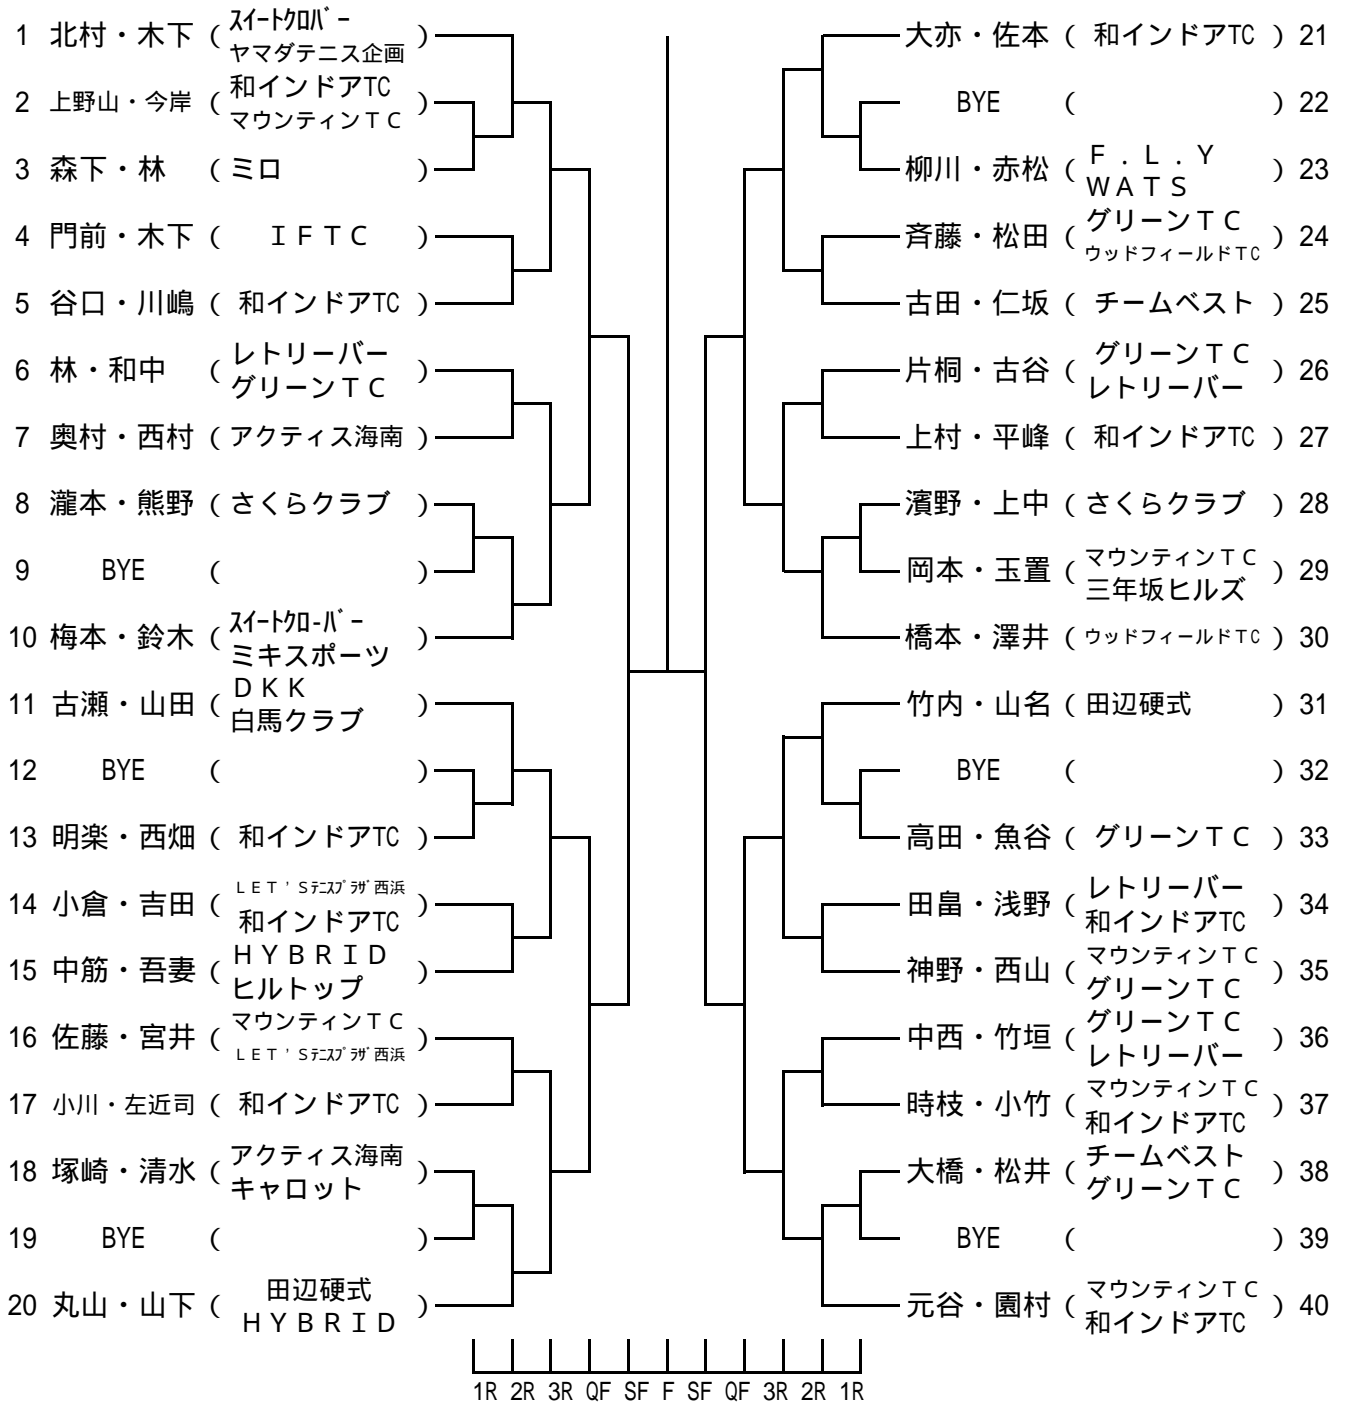 1 北村・木下 ( スイートクロバー
ヤマダテニス企画 )
2 上野山・今岸 ( 和インドアTC
マウンティンTC )
3 森下・林 ( ミロ )
4 門前・木下 ( IFTC )
5 谷口・川嶋 ( 和インドアTC )
6 林・和中 ( レトリーバー
グリーンTC )
7 奥村・西村 ( アクティス海南 )
8 瀧本・熊野 ( さくらクラブ )
9 BYE ( )
10 梅本・鈴木 ( スイートクローバー
ミキスポーツ )
11 古瀬・山田 ( DKK
白馬クラブ )
12 BYE ( )
13 明楽・西畑 ( 和インドアTC )
14 小倉・吉田 ( LET'Sテニスプラザ西浜
和インドアTC )
15 中筋・吾妻 ( HYBRID
ヒルトップ )
16 佐藤・宮井 ( マウンティンTC
LET'Sテニスプラザ西浜 )
17 小川・左近司 ( 和インドアTC )
18 塚崎・清水 ( アクティス海南
キャロット )
19 BYE ( )
20 丸山・山下 ( 田辺硬式
HYBRID )
大亦・佐本 ( 和インドアTC ) 21
BYE ( ) 22
柳川・赤松 ( F.L.Y
WATS ) 23
斉藤・松田 ( グリーンTC
ウッドフィールドTC ) 24
古田・仁坂 ( チームベスト ) 25
片桐・古谷 ( グリーンTC
レトリーバー ) 26
上村・平峰 ( 和インドアTC ) 27
濱野・上中 ( さくらクラブ ) 28
岡本・玉置 ( マウンティンTC
三年坂ヒルズ ) 29
橋本・澤井 ( ウッドフィールドTC ) 30
竹内・山名 ( 田辺硬式 ) 31
BYE ( ) 32
高田・魚谷 ( グリーンTC ) 33
田畠・浅野 ( レトリーバー
和インドアTC ) 34
神野・西山 ( マウンティンTC
グリーンTC ) 35
中西・竹垣 ( グリーンTC
レトリーバー ) 36
時枝・小竹 ( マウンティンTC
和インドアTC ) 37
大橋・松井 ( チームベスト
グリーンTC ) 38
BYE ( ) 39
元谷・園村 ( マウンティンTC
和インドアTC ) 40
1R 2R 3R QF SF F SF QF 3R 2R 1R